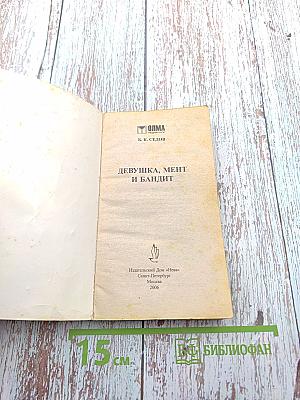 ОЛМА
Б. К. СЕДОВ
ДЕВУШКА, МЕНТ
И БАНДИТ
Издательский Дом «Нева»
Санкт-Петербург
Москва
2006
15 см.
БИБЛИОФАН